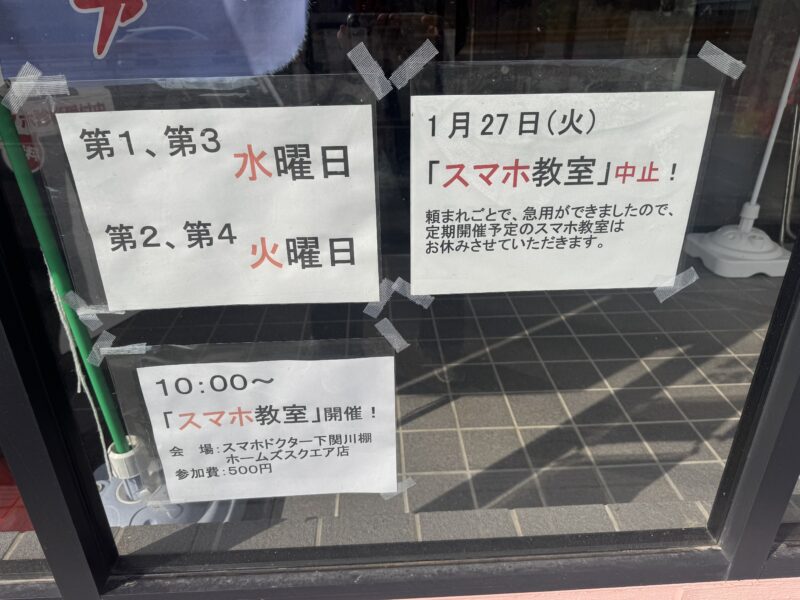 第1、第3 水曜日
第2、第4 火曜日
1月27日(火)
「スマホ教室」中止！
頼まれごとで、急用ができましたので、
定期開催予定のスマホ教室は
お休みさせていただきます。
10:00～
「スマホ教室」開催！
会　場：スマホドクター下関川棚
ホームズスクエア店
参加費：500円